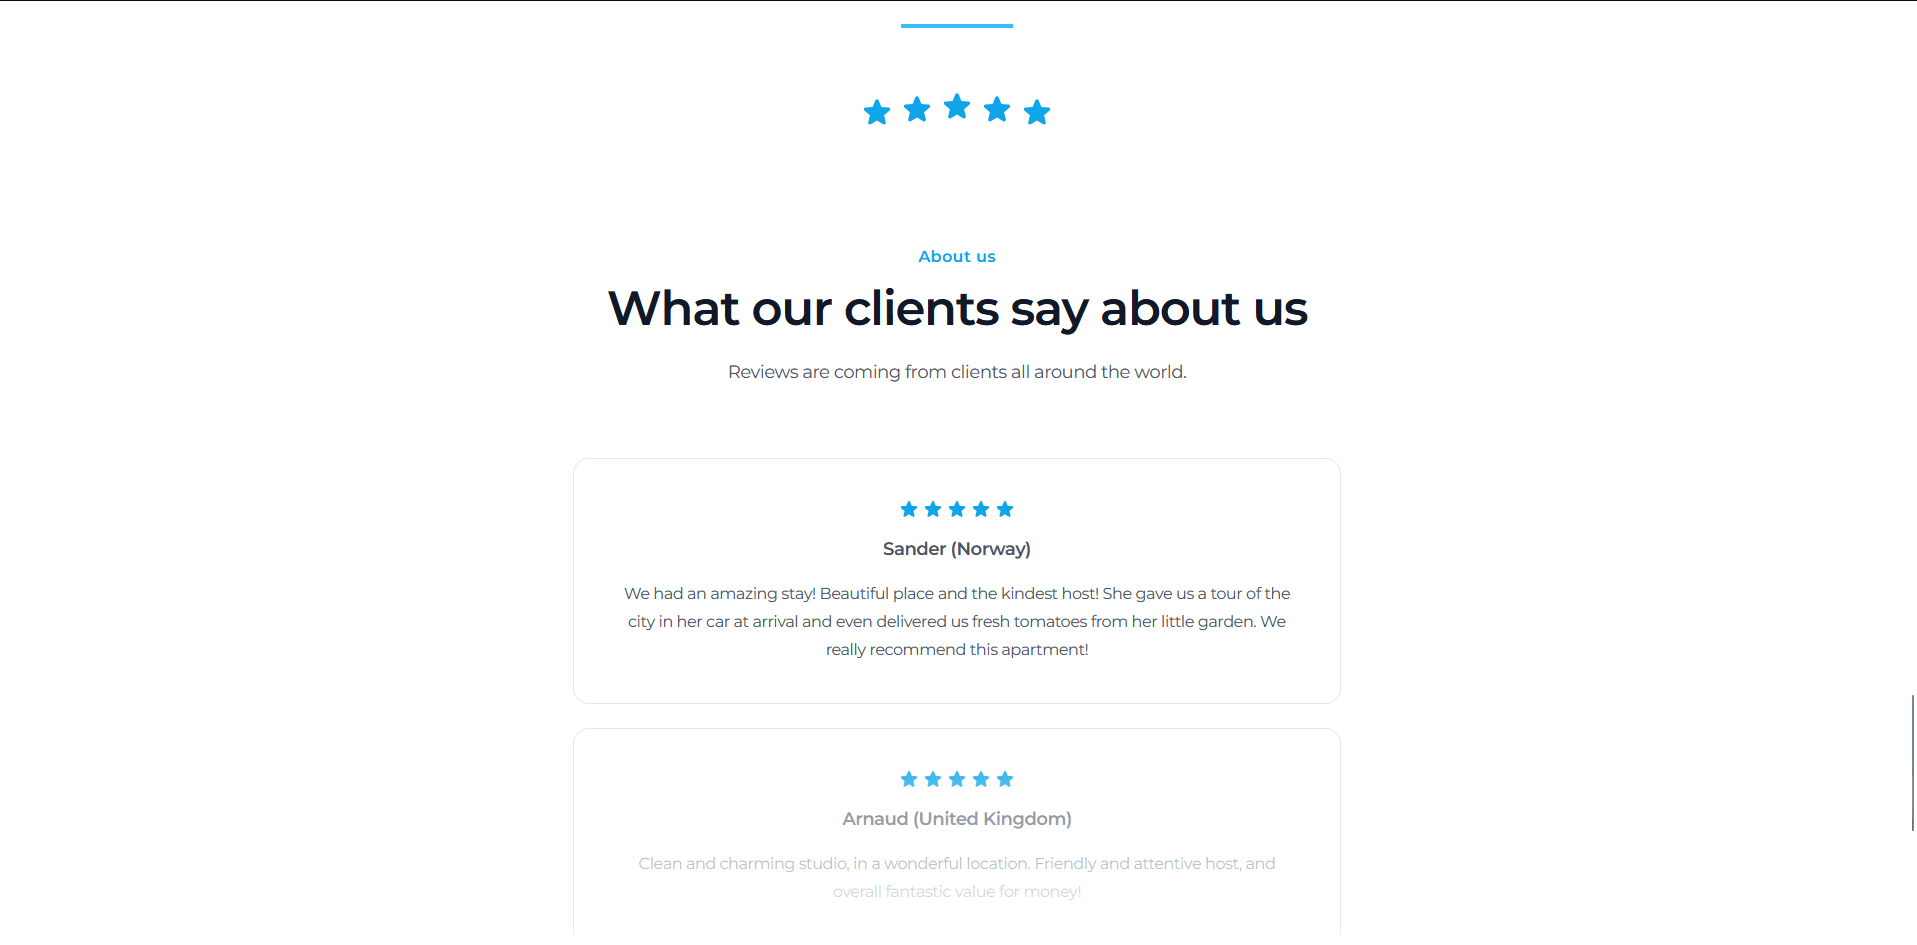 About us
What our clients say about us
Reviews are coming from clients all around the world.
Sander (Norway)
We had an amazing stay! Beautiful place and the kindest host! She gave us a tour of the
city in her car at arrival and even delivered us fresh tomatoes from her little garden. We
really recommend this apartment!
Arnaud (United Kingdom)
Clean and charming studio, in a wonderful location. Friendly and attentive host, and
overall fantastic value for money!